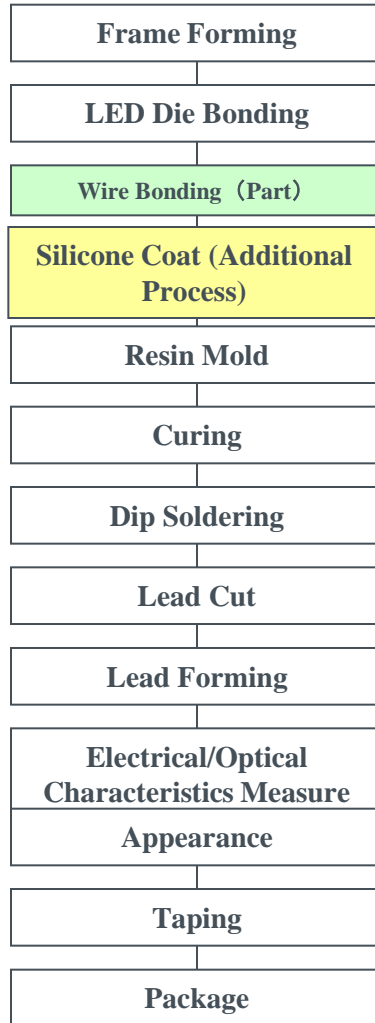 Frame Forming
LED Die Bonding
Wire Bonding（Part）
Silicone Coat (Additional
Process)
Resin Mold
Curing
Dip Soldering
Lead Cut
Lead Forming
Electrical/Optical
Characteristics Measure
Appearance
Taping
Package